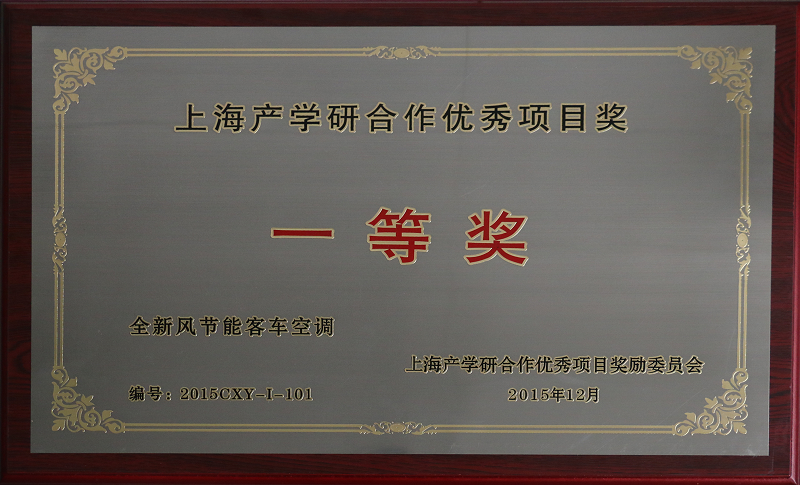 上海产学研合作优秀项目奖
一等奖
全新风节能客车空调
上海产学研合作优秀项目奖励委员会
编号：2015CXY-I-101
2015年12月